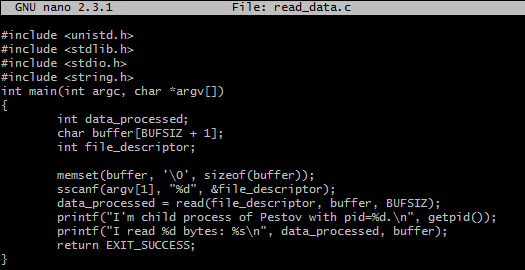 GNU nano 2.3.1 File: read_data.c
#include <unistd.h>
#include <stdlib.h>
#include <stdio.h>
#include <string.h>
int main(int argc, char *argv[])
{
int data_processed;
char buffer[BUFSIZ + 1];
int file_descriptor;
memset(buffer, '\0', sizeof(buffer));
sscanf(argv[1], "%d", &file_descriptor);
data_processed = read(file_descriptor, buffer, BUFSIZ);
printf("I'm child process of Pestov with pid=%d.\n", getpid());
printf("I read %d bytes: %s\n", data_processed, buffer);
return EXIT_SUCCESS;
}